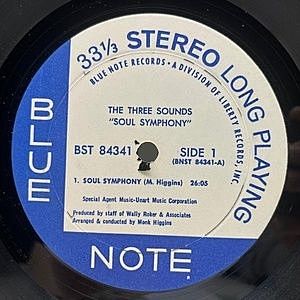 33⅓ STEREO LONG PLAYING
BLUE NOTE RECORDS • A DIVISION OF LIBERTY RECORDS, INC.
THE THREE SOUNDS
"SOUL SYMPHONY"
BST 84341
SIDE 1
(BNST 84341-A)
1. SOUL SYMPHONY (M. Higgins) 26:05
Special Agent Music-Unart Music Corporation
Produced by staff of Wally Roker & Associates
Arranged & conducted by Monk Higgins
BLUE
NOTE